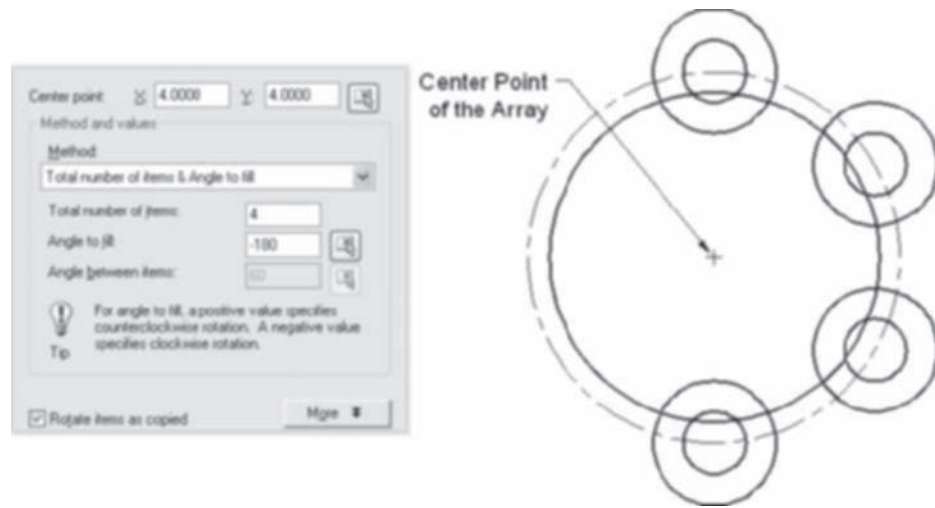 Center point: X: 4.0008 Y: 4.0000
Method and values
Method:
Total number of items & Angle to fill
Total number of items: 4
Angle to fill: -180
Angle between items: 60
For angle to fill, a positive value specifies
counterclockwise rotation. A negative value
specifies clockwise rotation.
Tip
Rotate items as copied
More
Center Point
of the Array